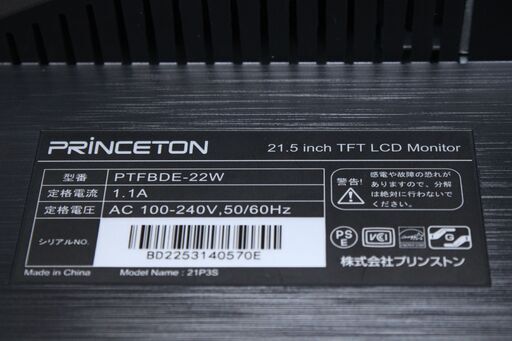 PRINCETON
21.5 inch TFT LCD Monitor
型番 PTFBDE-22W
定格電流 1.1A
定格電圧 AC 100-240V,50/60Hz
シリアルNO. BD2253140570E
警告!
感電や故障の恐れが
ありますので、分解
は絶対に行わないで
ください。
PS
E
VCCI
株式会社プリンストン
Made in China
Model Name : 21P3S